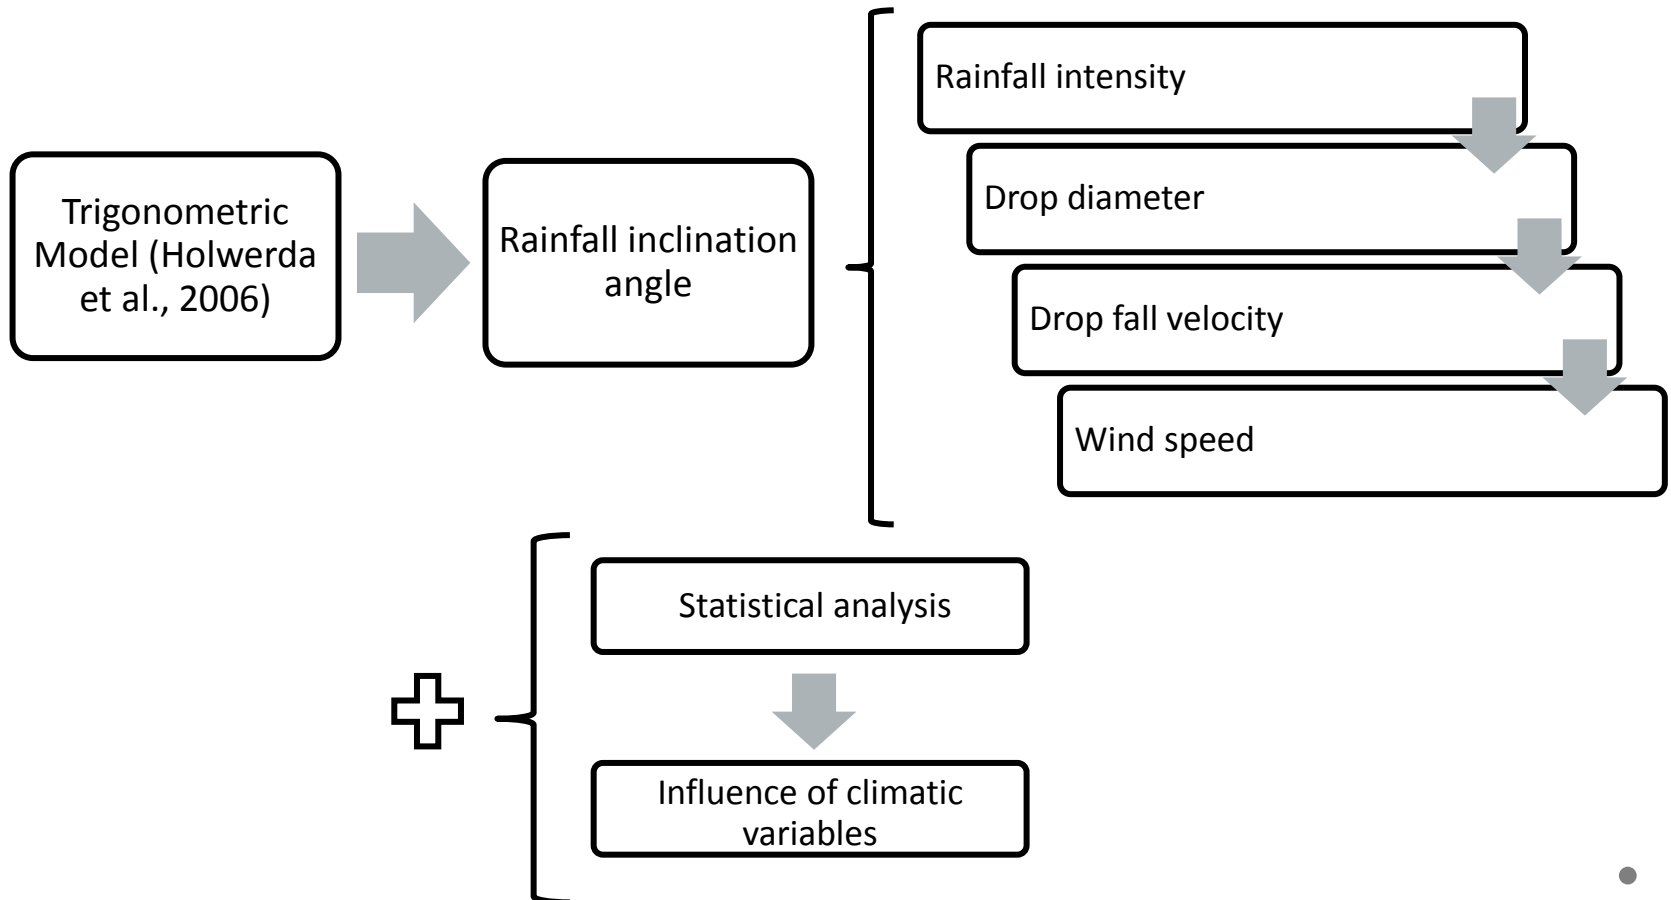 Trigonometric
Model (Holwerda
et al., 2006)
Rainfall inclination
angle
Rainfall intensity
Drop diameter
Drop fall velocity
Wind speed
Statistical analysis
Influence of climatic
variables